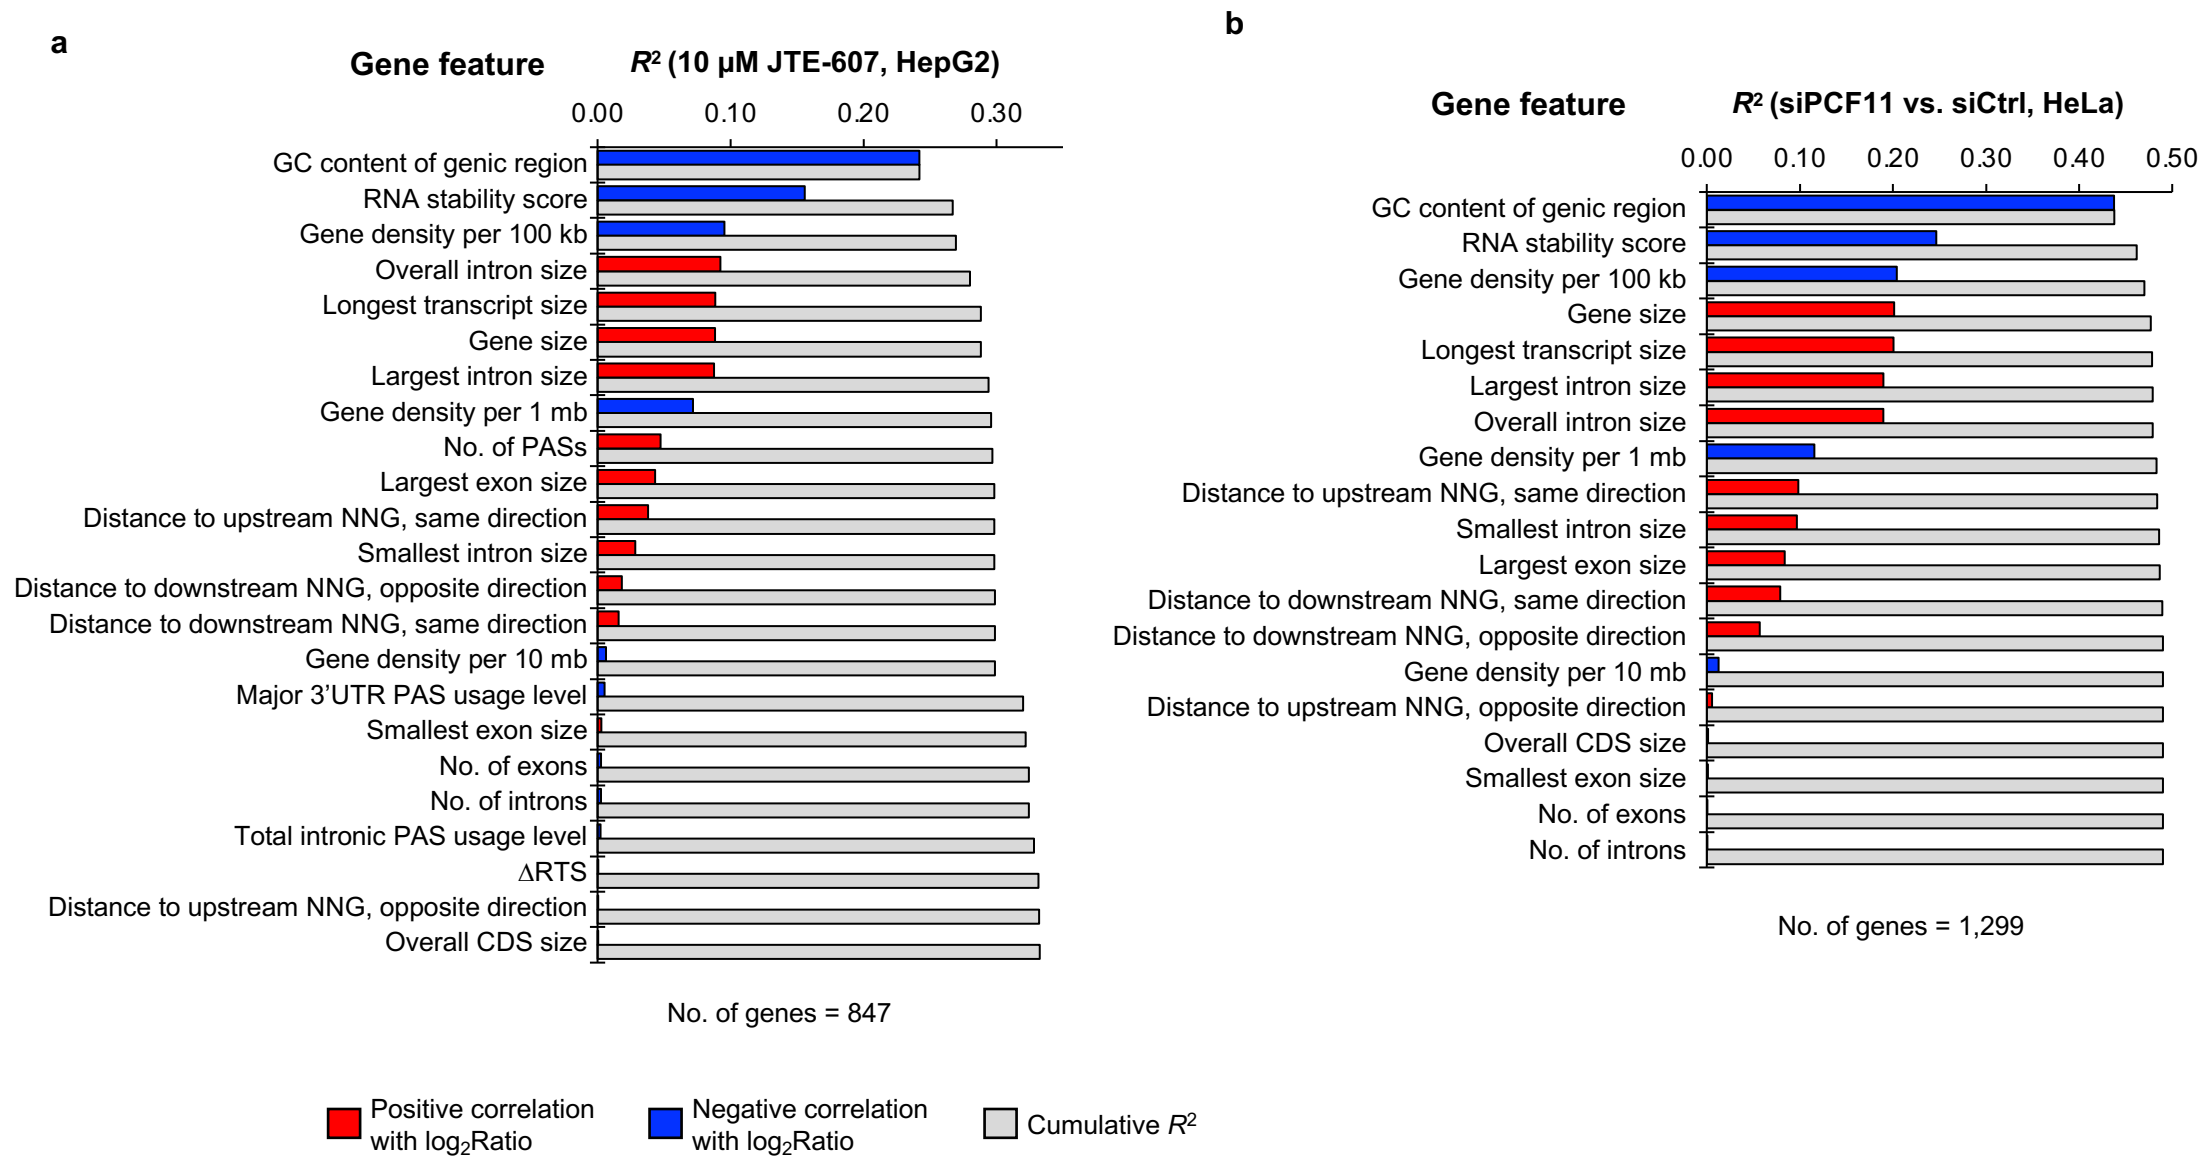 a
Gene feature
R² (10 µM JTE-607, HepG2)
0.00 0.10 0.20 0.30
GC content of genic region
RNA stability score
Gene density per 100 kb
Overall intron size
Longest transcript size
Gene size
Largest intron size
Gene density per 1 mb
No. of PASs
Largest exon size
Distance to upstream NNG, same direction
Smallest intron size
Distance to downstream NNG, opposite direction
Distance to downstream NNG, same direction
Gene density per 10 mb
Major 3’UTR PAS usage level
Smallest exon size
No. of exons
No. of introns
Total intronic PAS usage level
∆RTS
Distance to upstream NNG, opposite direction
Overall CDS size
No. of genes = 847
b
Gene feature
R² (siPCF11 vs. siCtrl, HeLa)
0.00 0.10 0.20 0.30 0.40 0.50
GC content of genic region
RNA stability score
Gene density per 100 kb
Gene size
Longest transcript size
Largest intron size
Overall intron size
Gene density per 1 mb
Distance to upstream NNG, same direction
Smallest intron size
Largest exon size
Distance to downstream NNG, same direction
Distance to downstream NNG, opposite direction
Gene density per 10 mb
Distance to upstream NNG, opposite direction
Overall CDS size
Smallest exon size
No. of exons
No. of introns
No. of genes = 1,299
Positive correlation
with log₂Ratio
Negative correlation
with log₂Ratio
Cumulative R²